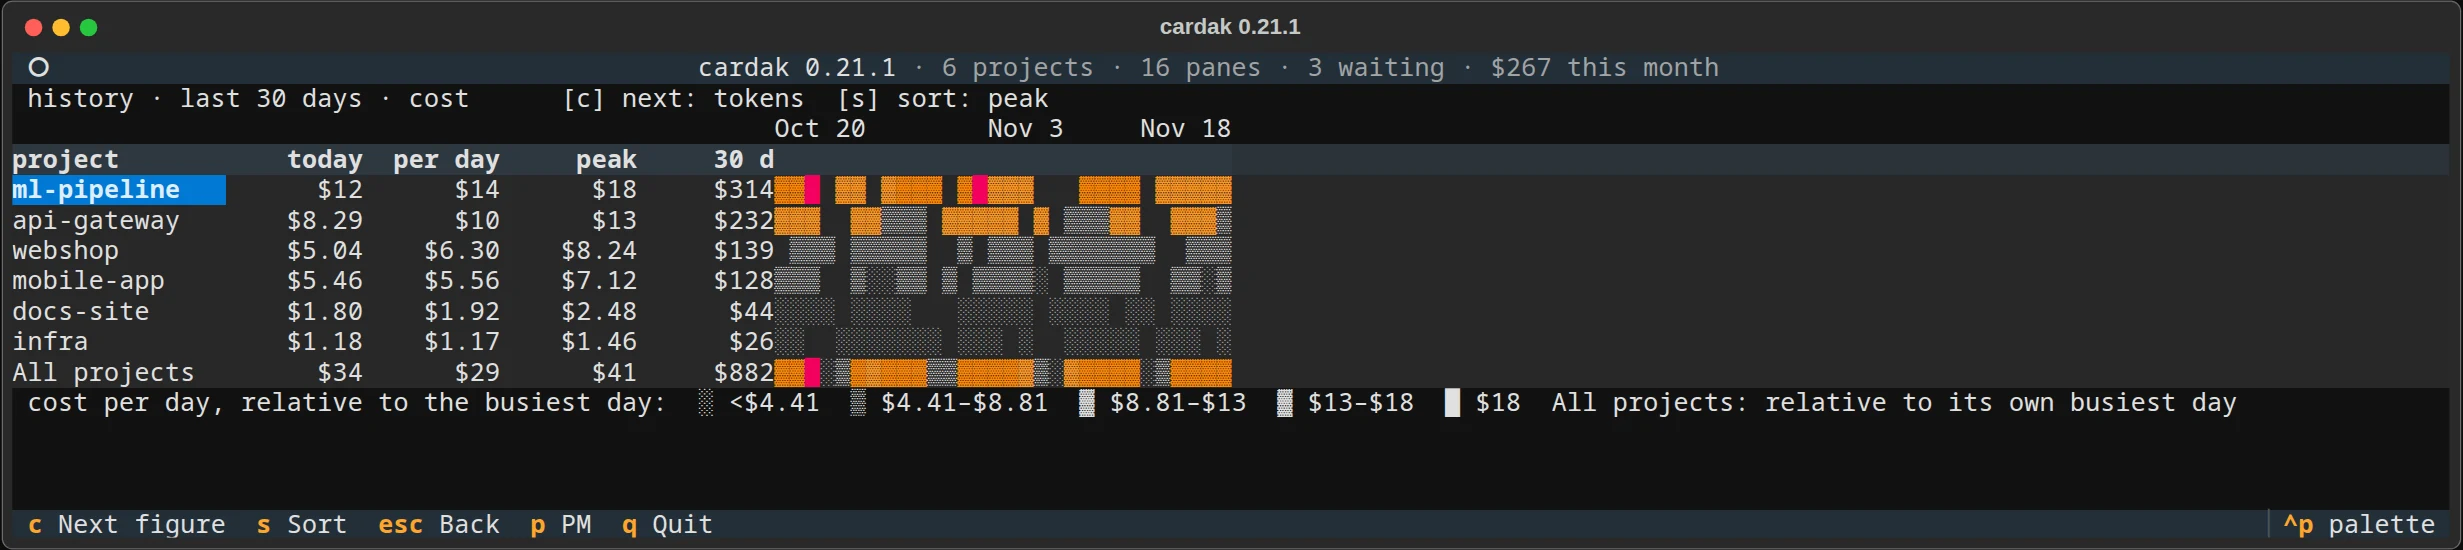 cardak 0.21.1
cardak 0.21.1 · 6 projects · 16 panes · 3 waiting · $267 this month
history · last 30 days · cost [c] next: tokens [s] sort: peak
Oct 20 Nov 3 Nov 18
project today per day peak 30 d
ml-pipeline $12 $14 $18 $314
api-gateway $8.29 $10 $13 $232
webshop $5.04 $6.30 $8.24 $139
mobile-app $5.46 $5.56 $7.12 $128
docs-site $1.80 $1.92 $2.48 $44
infra $1.18 $1.17 $1.46 $26
All projects $34 $29 $41 $882
cost per day, relative to the busiest day: ░ <$4.41 ▒ $4.41–$8.81 ▓ $8.81–$13 ▓ $13–$18 █ $18 All projects: relative to its own busiest day
c Next figure s Sort esc Back p PM q Quit ^p palette